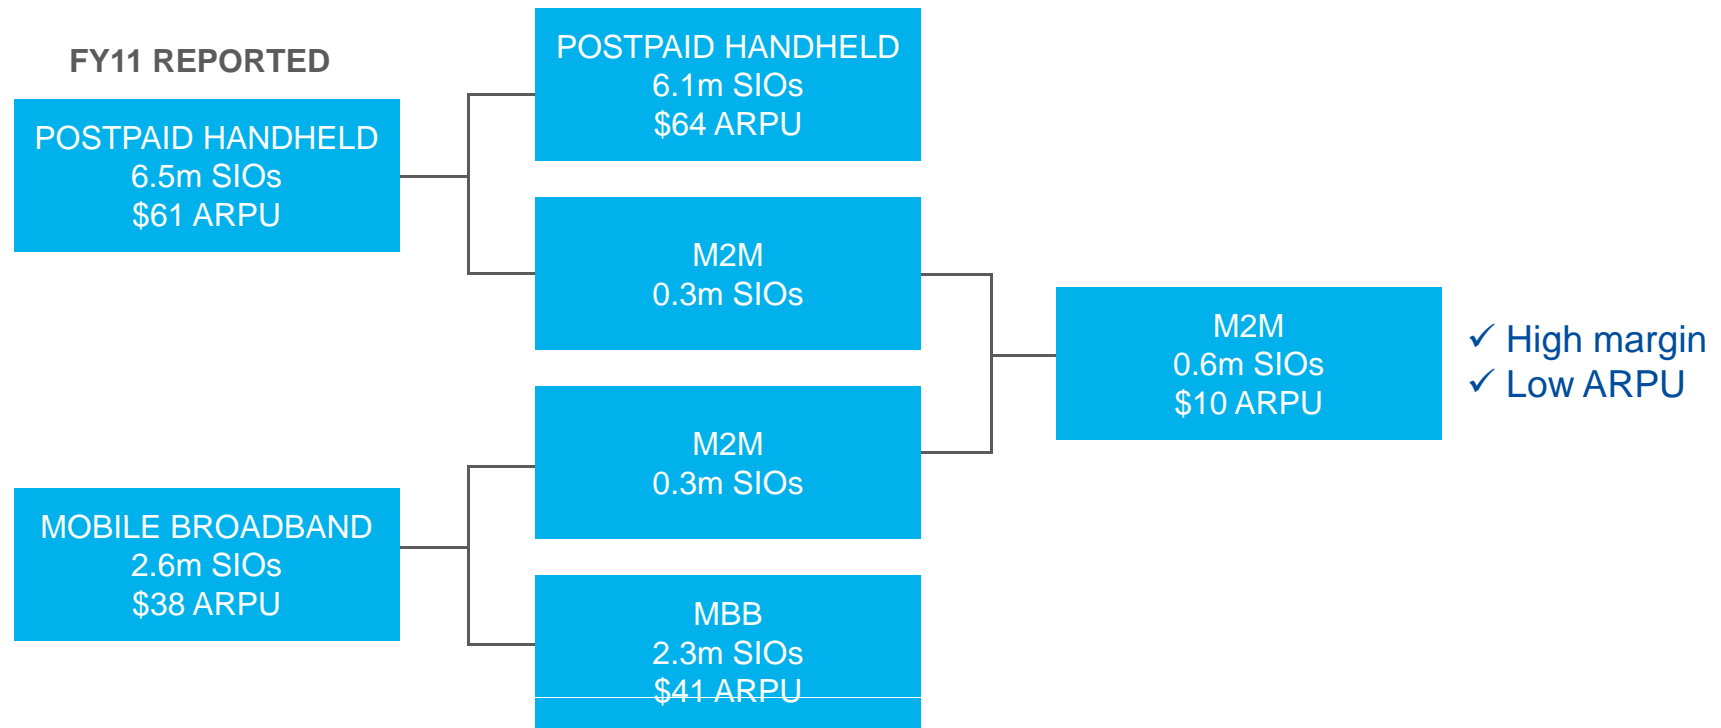 FY11 REPORTED
POSTPAID HANDHELD
6.5m SIOs
$61 ARPU
MOBILE BROADBAND
2.6m SIOs
$38 ARPU
POSTPAID HANDHELD
6.1m SIOs
$64 ARPU
M2M
0.3m SIOs
M2M
0.3m SIOs
MBB
2.3m SIOs
$41 ARPU
M2M
0.6m SIOs
$10 ARPU
✓ High margin
✓ Low ARPU